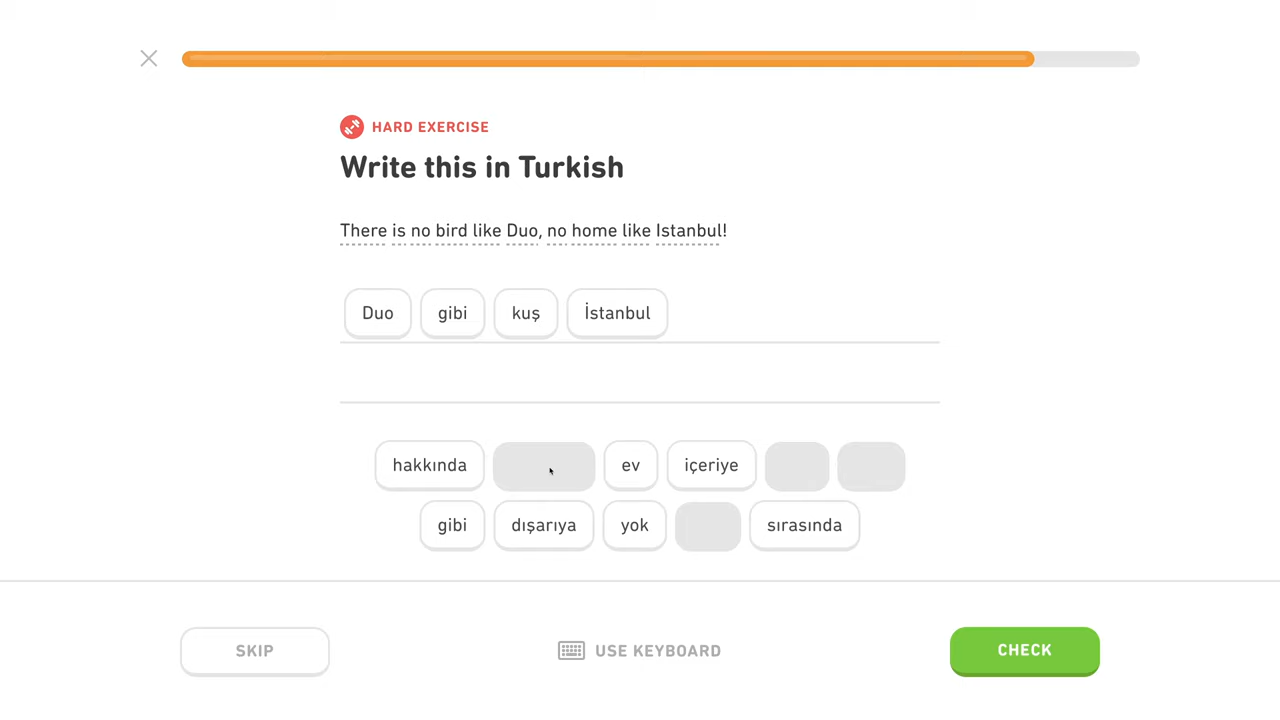 HARD EXERCISE
Write this in Turkish
There is no bird like Duo, no home like Istanbul!
Duo gibi kuş İstanbul
hakkında ev içeriye
gibi dışarıya yok sırasında
SKIP USE KEYBOARD CHECK